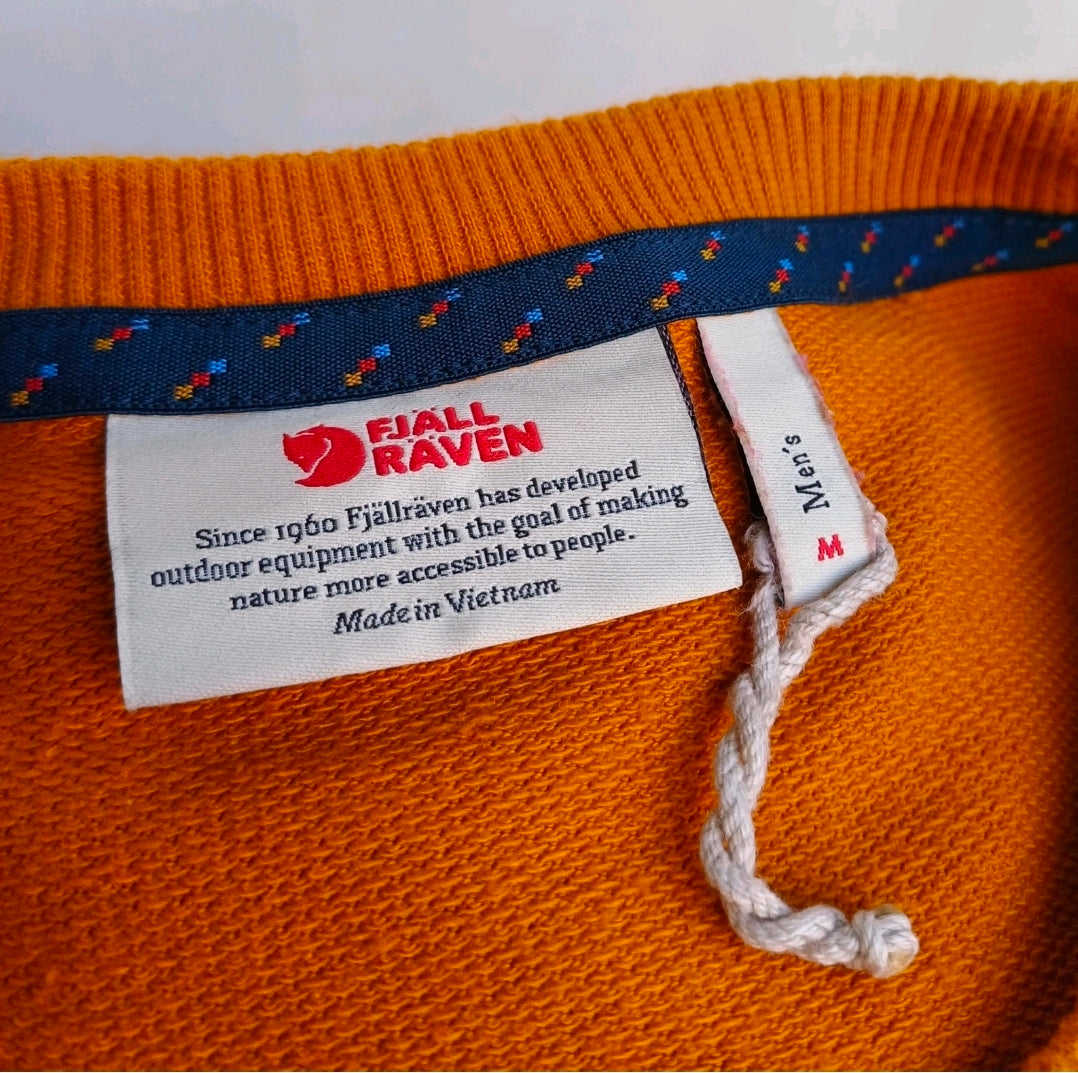 FJÄLL
RÄVEN
Since 1960 Fjällräven has developed
outdoor equipment with the goal of making
nature more accessible to people.
Made in Vietnam
Men's
M